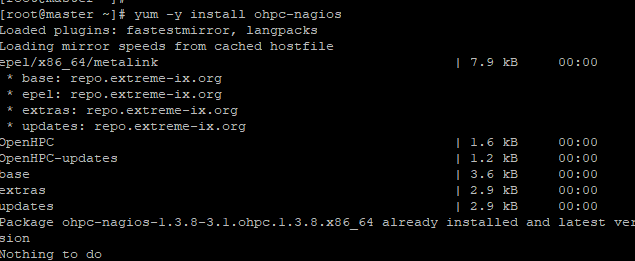 [root@master ~]#
[root@master ~]# yum -y install ohpc-nagios
Loaded plugins: fastestmirror, langpacks
Loading mirror speeds from cached hostfile
epel/x86_64/metalink | 7.9 kB 00:00
* base: repo.extreme-ix.org
* epel: repo.extreme-ix.org
* extras: repo.extreme-ix.org
* updates: repo.extreme-ix.org
OpenHPC | 1.6 kB 00:00
OpenHPC-updates | 1.2 kB 00:00
base | 3.6 kB 00:00
extras | 2.9 kB 00:00
updates | 2.9 kB 00:00
Package ohpc-nagios-1.3.8-3.1.ohpc.1.3.8.x86_64 already installed and latest ver
sion
Nothing to do